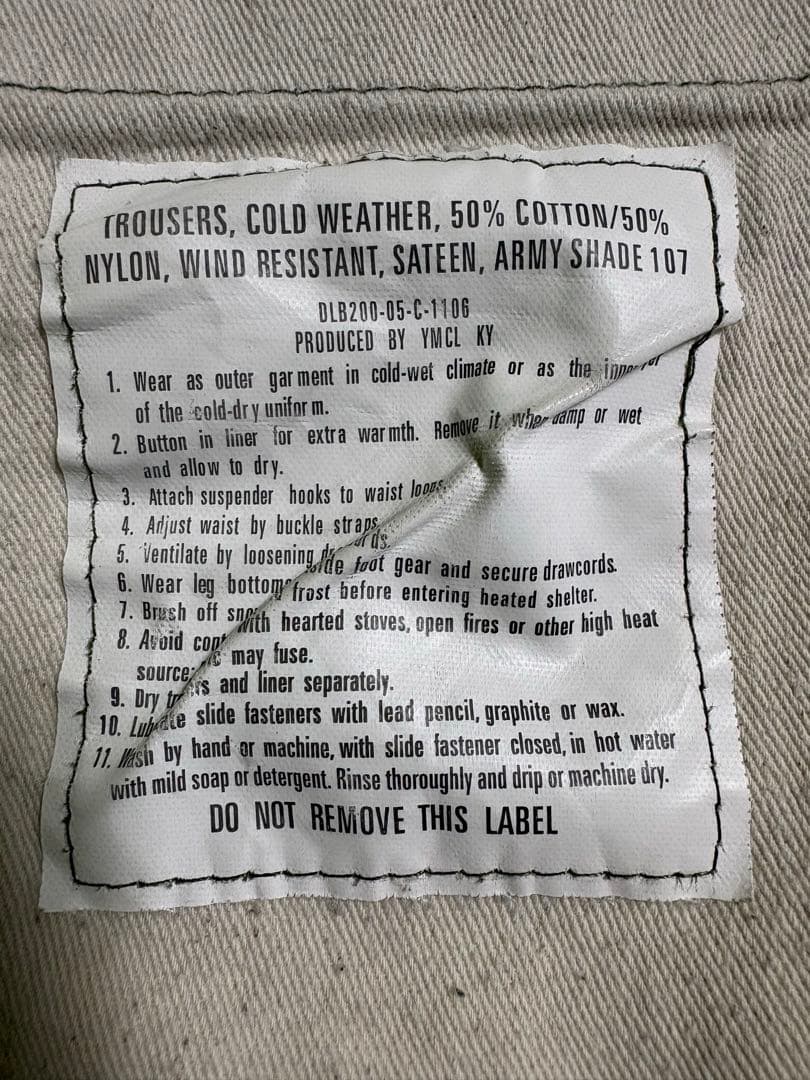 TROUSERS, COLD WEATHER, 50% COTTON/50%
NYLON, WIND RESISTANT, SATEEN, ARMY SHADE 107
DLB200-05-C-1106
PRODUCED BY YMCL KY
1. Wear as outer garment in cold-wet climate or as the
of the cold-dry uniform.
2. Button in liner for extra warmth. Remove it when damp or wet
and allow to dry.
3. Attach suspender hooks to waist loops.
4. Adjust waist by buckle straps.
5. Ventilate by loosening
6. Wear leg bottom foot gear and secure drawcords.
7. Brush off frost before entering heated shelter.
8. Avoid with hearted stoves, open fires or other high heat
may fuse.
9. Dry and liner separately.
10. Lubricate slide fasteners with lead pencil, graphite or wax.
11. Wash by hand or machine, with slide fastener closed, in hot water
with mild soap or detergent. Rinse thoroughly and drip or machine dry.
DO NOT REMOVE THIS LABEL